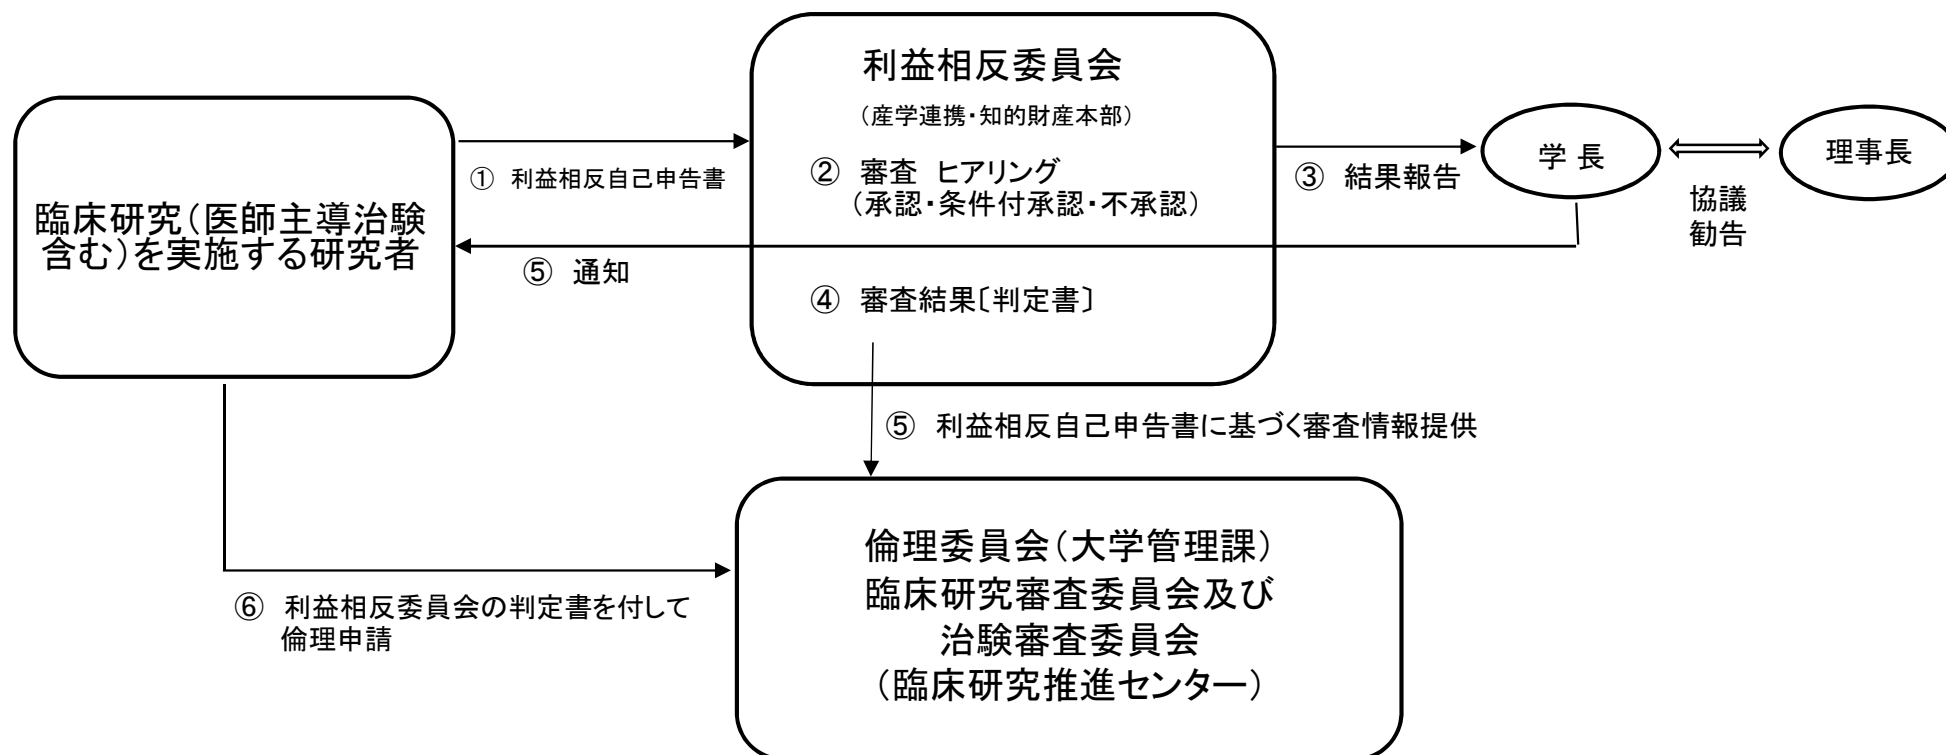 利益相反委員会
（産学連携・知的財産本部）
② 審査 ヒアリング
（承認・条件付承認・不承認）
④ 審査結果〔判定書〕
① 利益相反自己申告書
臨床研究（医師主導治験
含む）を実施する研究者
③ 結果報告
学 長
理事長
協議
勧告
⑤ 通知
⑤ 利益相反自己申告書に基づく審査情報提供
⑥ 利益相反委員会の判定書を付して
倫理申請
倫理委員会（大学管理課）
臨床研究審査委員会及び
治験審査委員会
（臨床研究推進センター）